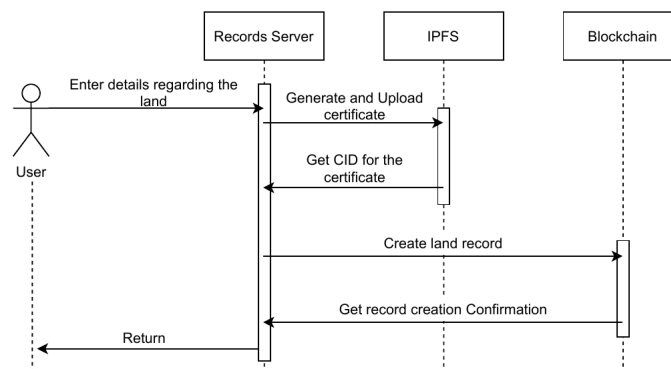 Records Server
IPFS
Blockchain
Enter details regarding the
land
Generate and Upload
certificate
User
Get CID for the
certificate
Create land record
Get record creation Confirmation
Return